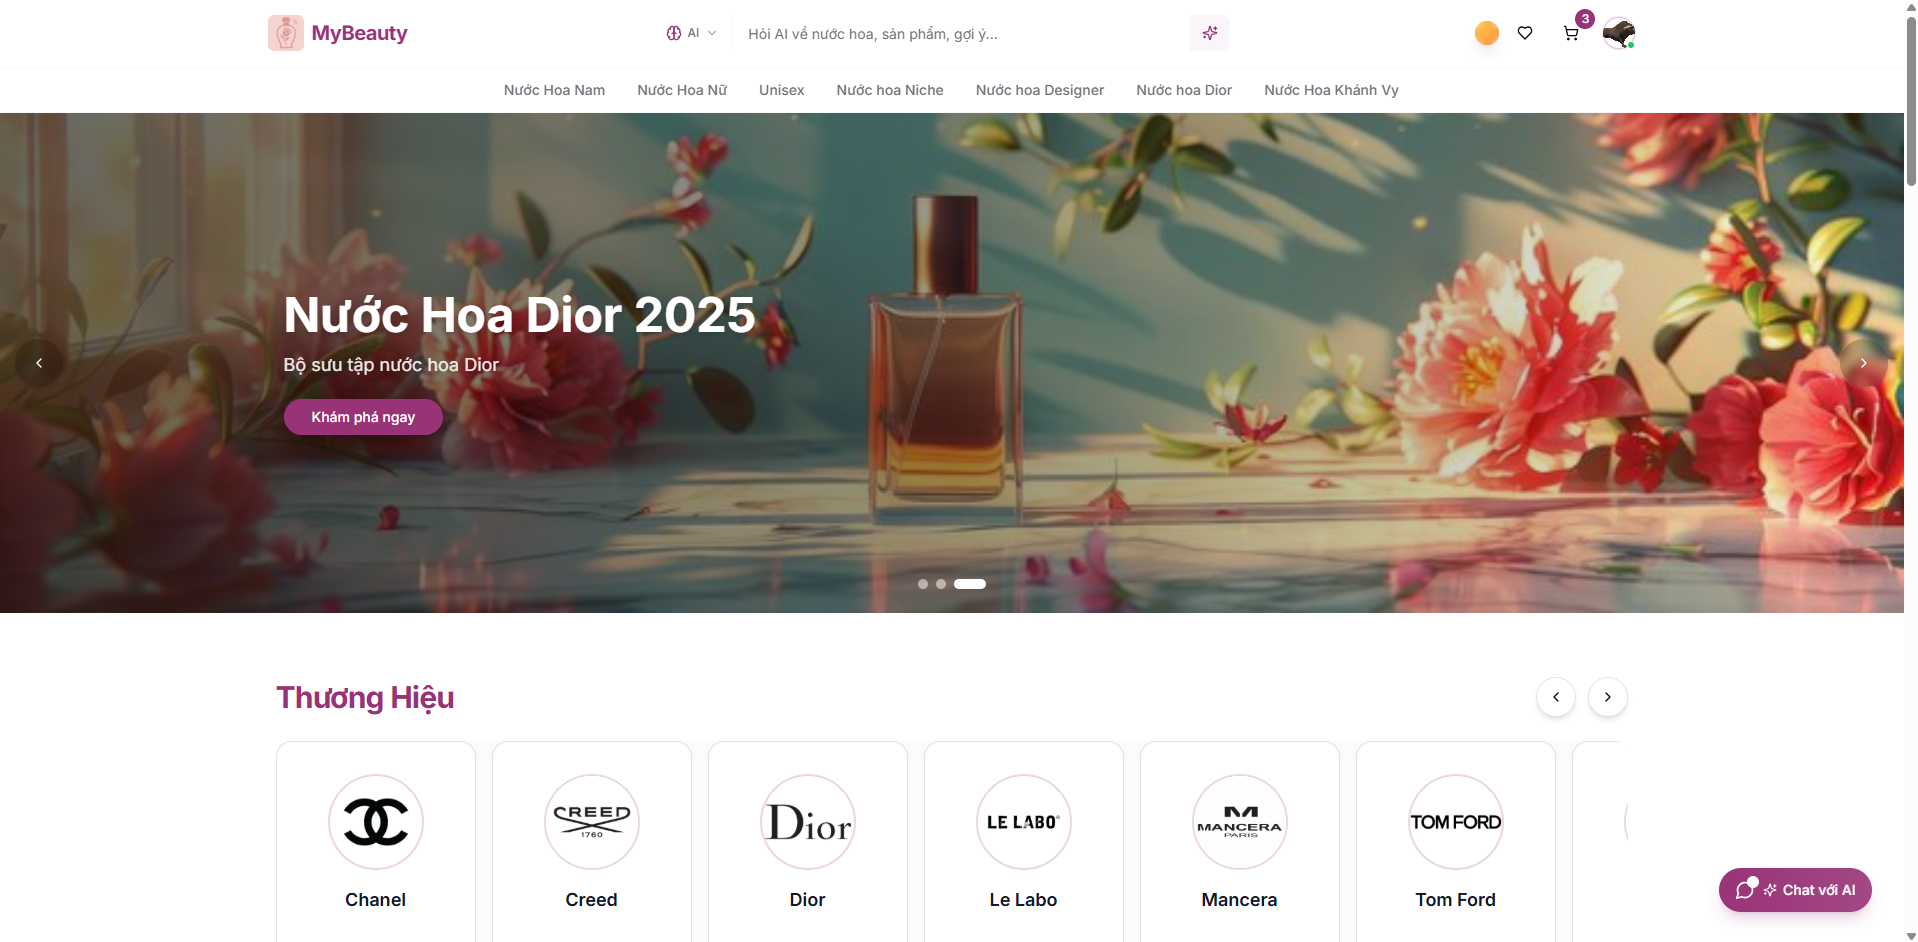 MyBeauty
AI
Hỏi AI về nước hoa, sản phẩm, gợi ý...
3
Nước Hoa Nam
Nước Hoa Nữ
Unisex
Nước hoa Niche
Nước hoa Designer
Nước hoa Dior
Nước Hoa Khánh Vy
Nước Hoa Dior 2025
Bộ sưu tập nước hoa Dior
Khám phá ngay
Thương Hiệu
CREED
1760
Dior
LE LABO
MANCERA
PARIS
TOM FORD
Chanel
Creed
Dior
Le Labo
Mancera
Tom Ford
Chat với AI